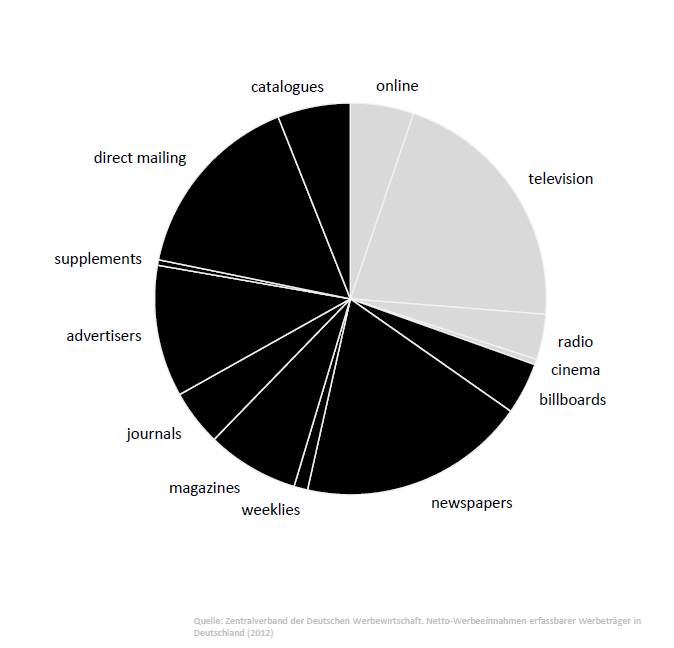 catalogues
online
direct mailing
television
supplements
advertisers
radio
cinema
billboards
journals
magazines
weeklies
newspapers
Quelle: Zentralverband der Deutschen Werbewirtschaft. Netto-Werbeeinnahmen erfassbarer Werbeträger in
Deutschland (2012)